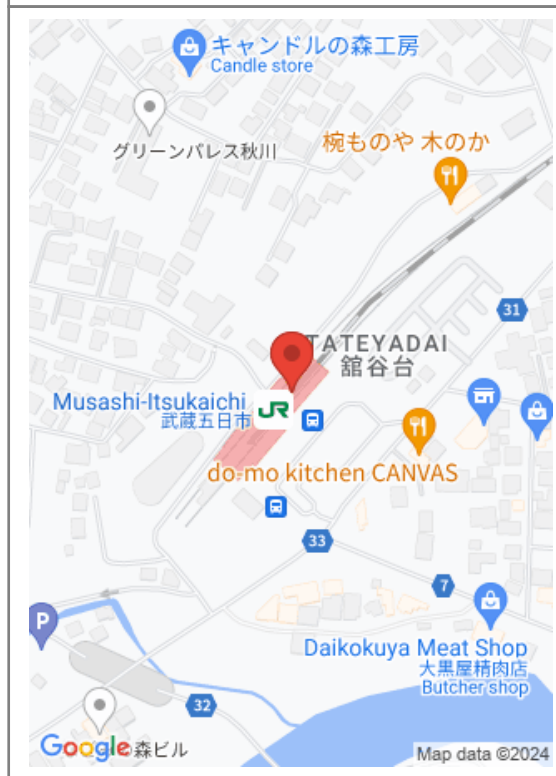 キャンドルの森工房
Candle store
グリーンパレス秋川
椀ものや 木のか
31
TATEYADAI
舘谷台
Musashi-Itsukaichi
武蔵五日市
JR
do-mo kitchen CANVAS
33
7
P
Daikokuya Meat Shop
大黒屋精肉店
Butcher shop
32
Google
の森ビル
Map data ©2024